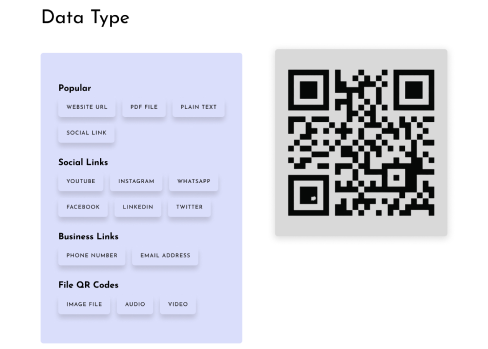 Data Type
Popular
WEBSITE URL PDF FILE PLAIN TEXT
SOCIAL LINK
Social Links
YOUTUBE INSTAGRAM WHATSAPP
FACEBOOK LINKEDIN TWITTER
Business Links
PHONE NUMBER EMAIL ADDRESS
File QR Codes
IMAGE FILE AUDIO VIDEO